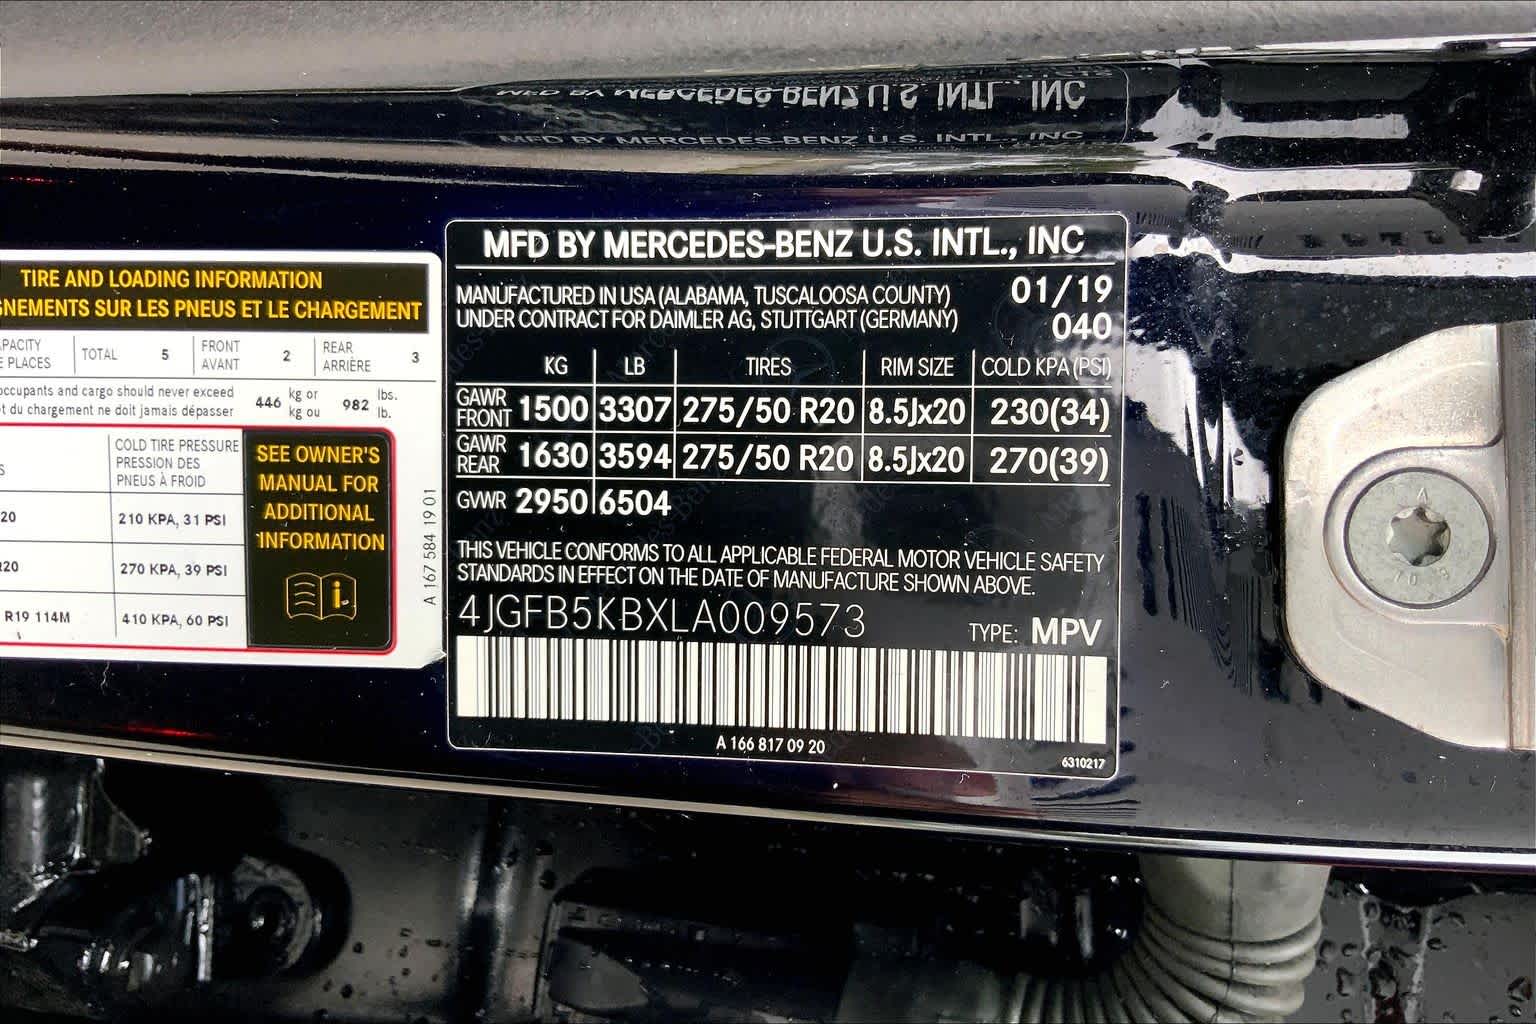 MFD BY MERCEDES-BENZ U.S. INTL., INC
MFD BY MERCEDES-BENZ U.S. INTL., INC
TIRE AND LOADING INFORMATION
SUR LES PNEUS ET LE CHARGEMENT
PLACES
TOTAL 5
FRONT
AVANT 2
REAR
ARRIÈRE 3
occupants and cargo should never exceed
du chargement ne doit jamais dépasser
446 kg or
kg ou
982 lbs.
lb.
COLD TIRE PRESSURE
PRESSION DES
PNEUS À FROID
20 210 KPA, 31 PSI
R20 270 KPA, 39 PSI
R19 114M 410 KPA, 60 PSI
SEE OWNER'S
MANUAL FOR
ADDITIONAL
INFORMATION
A 167 584 19 01
MFD BY MERCEDES-BENZ U.S. INTL., INC
MANUFACTURED IN USA (ALABAMA, TUSCALOOSA COUNTY) 01/19
UNDER CONTRACT FOR DAIMLER AG, STUTTGART (GERMANY) 040
KG LB TIRES RIM SIZE COLD KPA (PSI)
GAWR
FRONT 1500 3307 275/50 R20 8.5Jx20 230(34)
GAWR
REAR 1630 3594 275/50 R20 8.5Jx20 270(39)
GVWR 2950 6504
THIS VEHICLE CONFORMS TO ALL APPLICABLE FEDERAL MOTOR VEHICLE SAFETY
STANDARDS IN EFFECT ON THE DATE OF MANUFACTURE SHOWN ABOVE.
4JGFB5KBXLA009573 TYPE: MPV
A 166 817 09 20
6310217